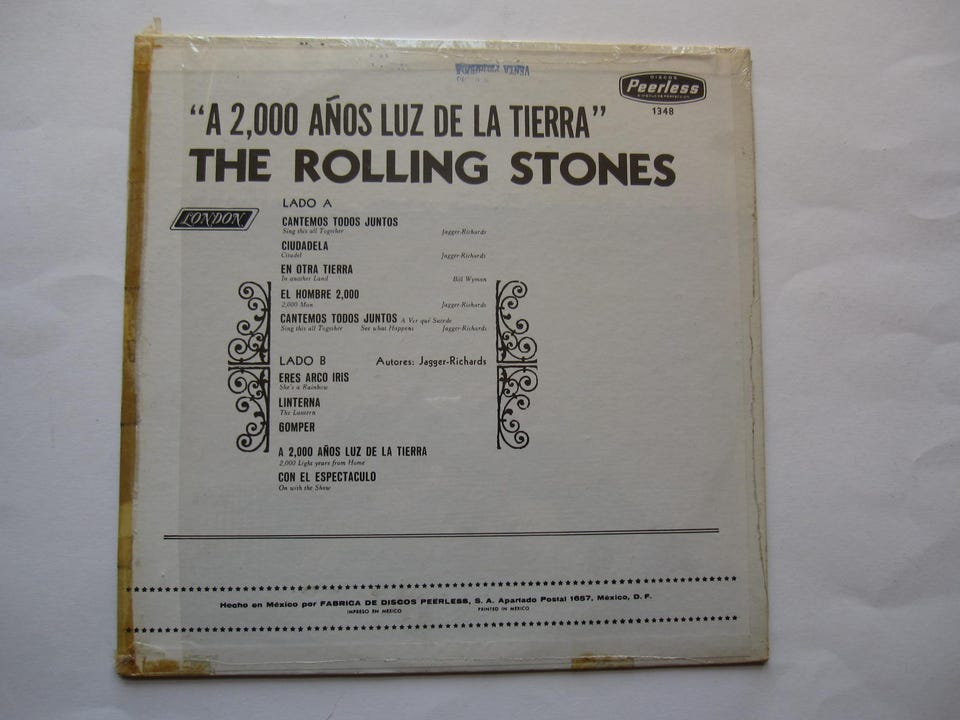 DISCOS
Peerless
1348
"A 2,000 AÑOS LUZ DE LA TIERRA"
THE ROLLING STONES
LONDON
LADO A
CANTEMOS TODOS JUNTOS
Sing this all Together Jagger-Richards
CIUDADELA
Citadel Jagger-Richards
EN OTRA TIERRA
In another Land Bill Wyman
EL HOMBRE 2,000
2,000 Man Jagger-Richards
CANTEMOS TODOS JUNTOS A Ver qué Sucede
Sing this all Together See what Happens Jagger-Richards
LADO B Autores: Jagger-Richards
ERES ARCO IRIS
She's a Rainbow
LINTERNA
The Lantern
GOMPER
A 2,000 AÑOS LUZ DE LA TIERRA
2,000 Light years from Home
CON EL ESPECTACULO
On with the Show
Hecho en México por FABRICA DE DISCOS PEERLESS, S. A. Apartado Postal 1657, México, D. F.
IMPRESO EN MEXICO PRINTED IN MEXICO